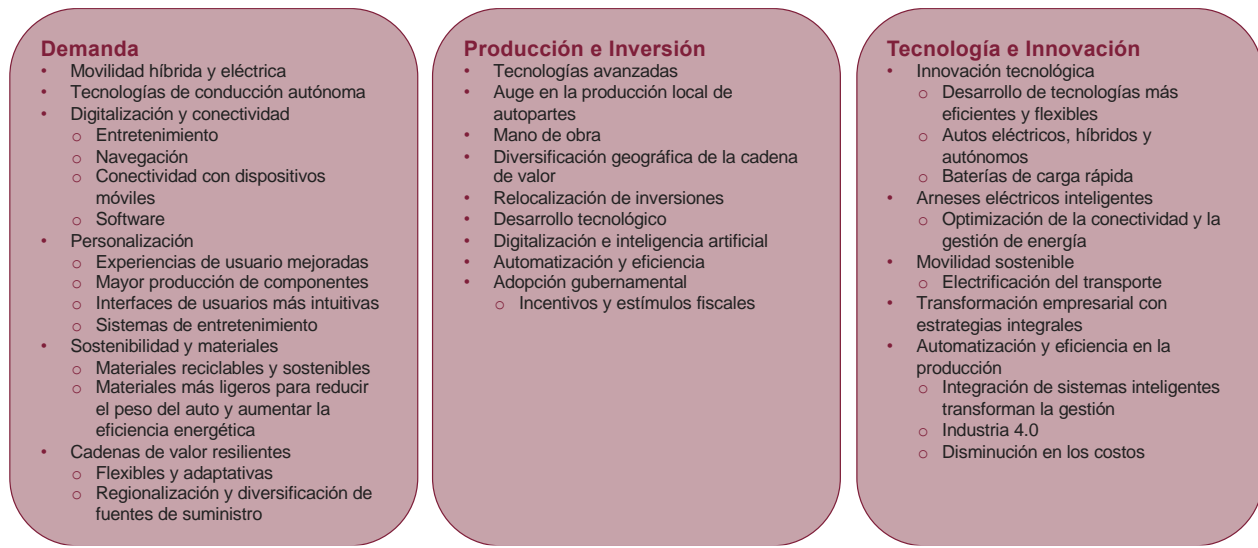 Demanda
• Movilidad híbrida y eléctrica
• Tecnologías de conducción autónoma
• Digitalización y conectividad
o Entretenimiento
o Navegación
o Conectividad con dispositivos
móviles
o Software
• Personalización
o Experiencias de usuario mejoradas
o Mayor producción de componentes
o Interfaces de usuarios más intuitivas
o Sistemas de entretenimiento
• Sostenibilidad y materiales
o Materiales reciclables y sostenibles
o Materiales más ligeros para reducir
el peso del auto y aumentar la
eficiencia energética
• Cadenas de valor resilientes
o Flexibles y adaptativas
o Regionalización y diversificación de
fuentes de suministro
Producción e Inversión
• Tecnologías avanzadas
• Auge en la producción local de
autopartes
• Mano de obra
• Diversificación geográfica de la cadena
de valor
• Relocalización de inversiones
• Desarrollo tecnológico
• Digitalización e inteligencia artificial
• Automatización y eficiencia
• Adopción gubernamental
o Incentivos y estímulos fiscales
Tecnología e Innovación
• Innovación tecnológica
o Desarrollo de tecnologías más
eficientes y flexibles
o Autos eléctricos, híbridos y
autónomos
o Baterías de carga rápida
• Arneses eléctricos inteligentes
o Optimización de la conectividad y la
gestión de energía
• Movilidad sostenible
o Electrificación del transporte
• Transformación empresarial con
estrategias integrales
• Automatización y eficiencia en la
producción
o Integración de sistemas inteligentes
transforman la gestión
o Industria 4.0
o Disminución en los costos